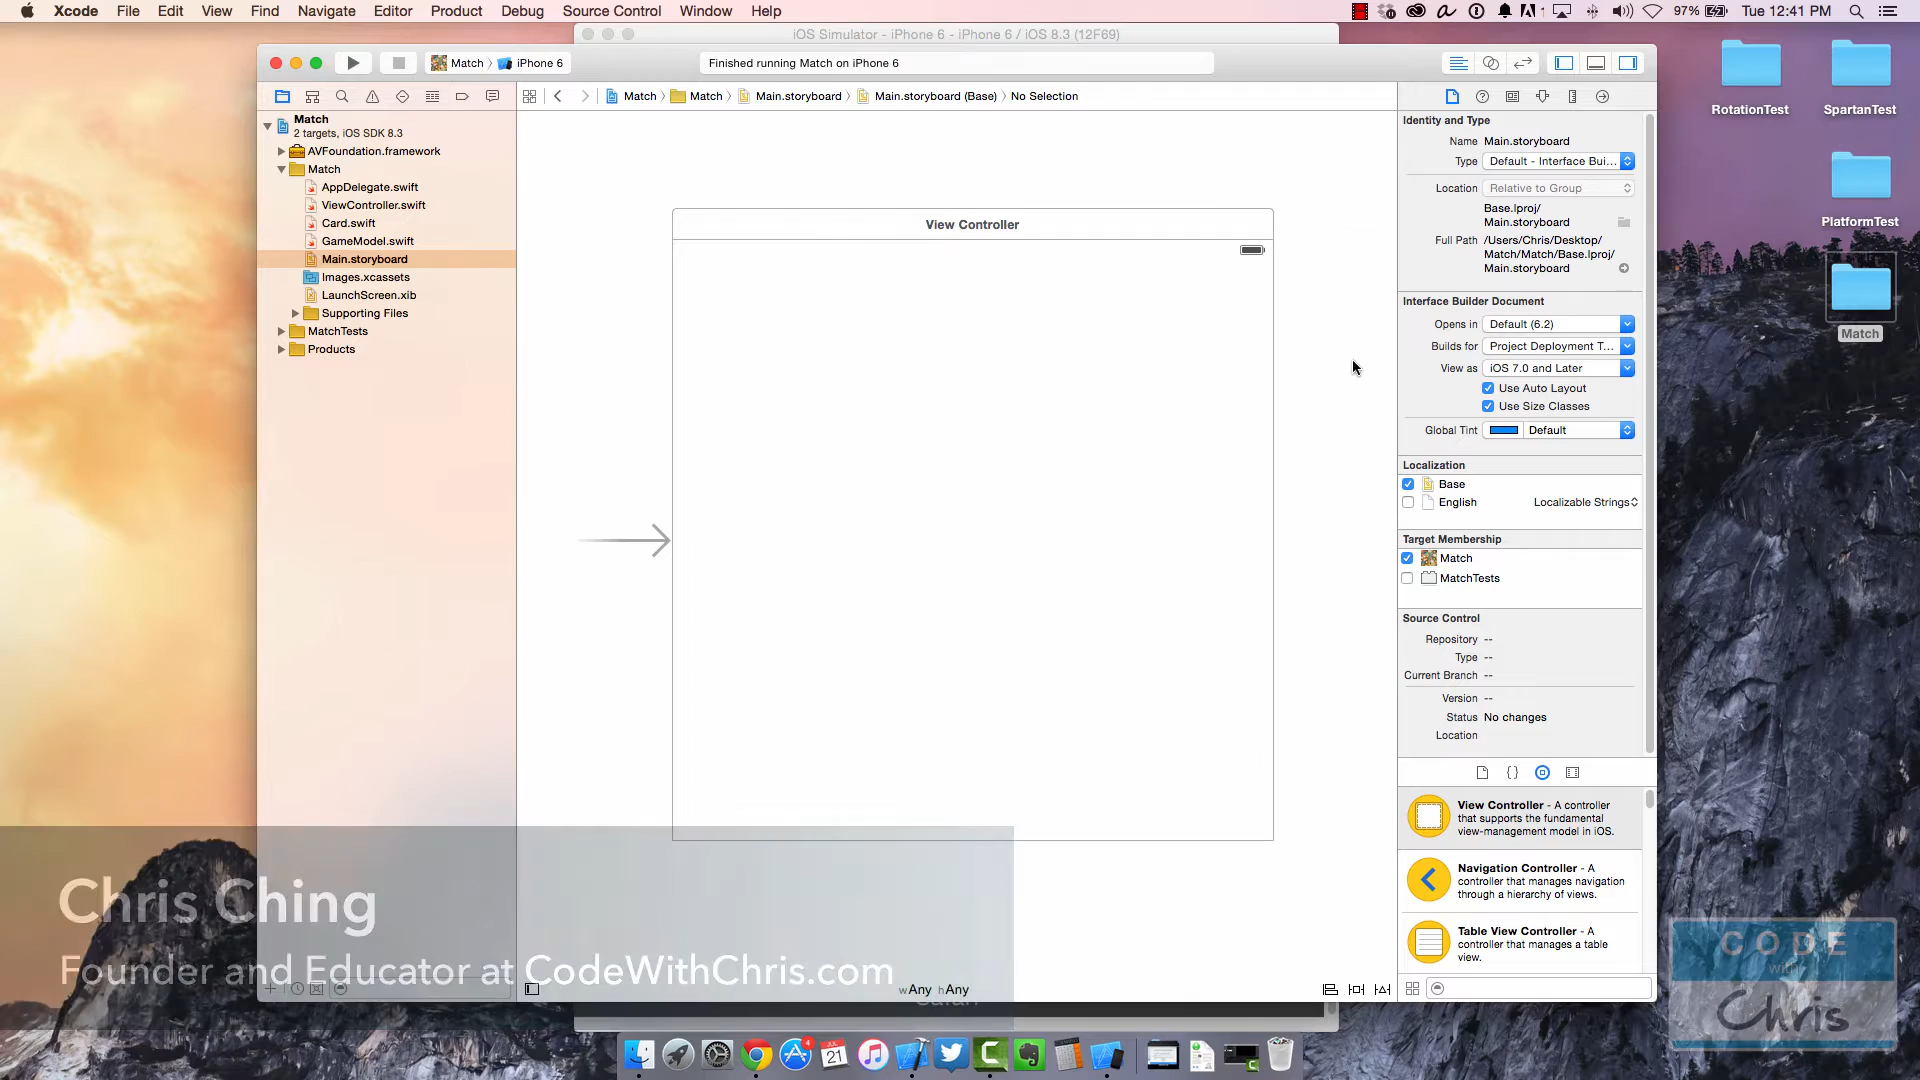 Xcode File Edit View Find Navigate Editor Product Debug Source Control Window Help
97% Tue 12:41 PM
iOS Simulator - iPhone 6 - iPhone 6 / iOS 8.3 (12F69)
Match iPhone 6
Finished running Match on iPhone 6
Match Match Main.storyboard Main.storyboard (Base) No Selection
Match
2 targets, iOS SDK 8.3
AVFoundation.framework
Match
AppDelegate.swift
ViewController.swift
Card.swift
GameModel.swift
Main.storyboard
Images.xcassets
LaunchScreen.xib
Supporting Files
MatchTests
Products
View Controller
wAny hAny
Identity and Type
Name Main.storyboard
Type Default - Interface Bui...
Location Relative to Group
Base.lproj/
Main.storyboard
Full Path /Users/Chris/Desktop/
Match/Match/Base.lproj/
Main.storyboard
Interface Builder Document
Opens in Default (6.2)
Builds for Project Deployment T...
View as iOS 7.0 and Later
Use Auto Layout
Use Size Classes
Global Tint Default
Localization
Base
English Localizable Strings
Target Membership
Match
MatchTests
Source Control
Repository --
Type --
Current Branch --
Version --
Status No changes
Location
View Controller - A controller
that supports the fundamental
view-management model in iOS.
Navigation Controller - A
controller that manages navigation
through a hierarchy of views.
Table View Controller - A
controller that manages a table
view.
RotationTest
SpartanTest
PlatformTest
Match
Chris Ching
Founder and Educator at CodeWithChris.com
Safari
CODE
with
Chris
4
JUL
21